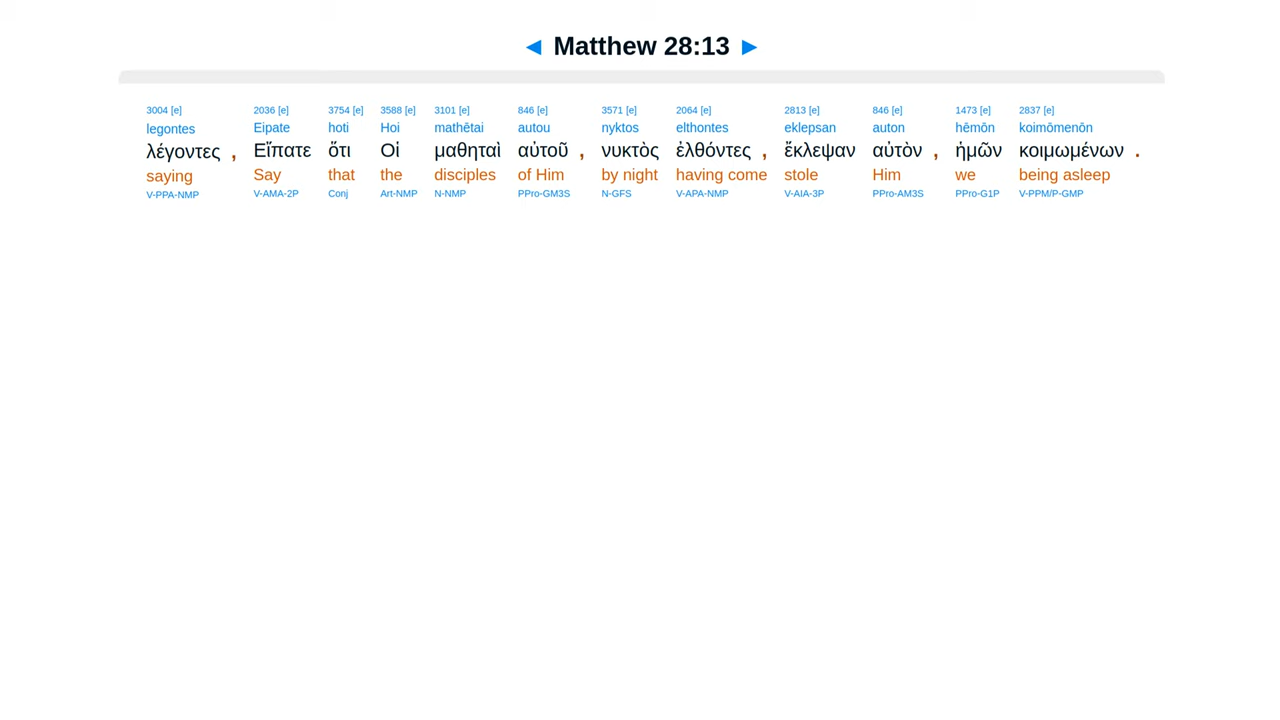 ◄ Matthew 28:13 ►
3004 [e] 2036 [e] 3754 [e] 3588 [e] 3101 [e] 846 [e] 3571 [e] 2064 [e] 2813 [e] 846 [e] 1473 [e] 2837 [e]
legontes Eipate hoti Hoi mathētai autou nyktos elthontes eklepsan auton hēmōn koimōmenōn
λέγοντες , Εἴπατε ὅτι Οἱ μαθηταὶ αὐτοῦ , νυκτὸς ἐλθόντες , ἔκλεψαν αὐτὸν , ἡμῶν κοιμωμένων .
saying Say that the disciples of Him by night having come stole Him we being asleep
V-PPA-NMP V-AMA-2P Conj Art-NMP N-NMP PPro-GM3S N-GFS V-APA-NMP V-AIA-3P PPro-AM3S PPro-G1P V-PPM/P-GMP